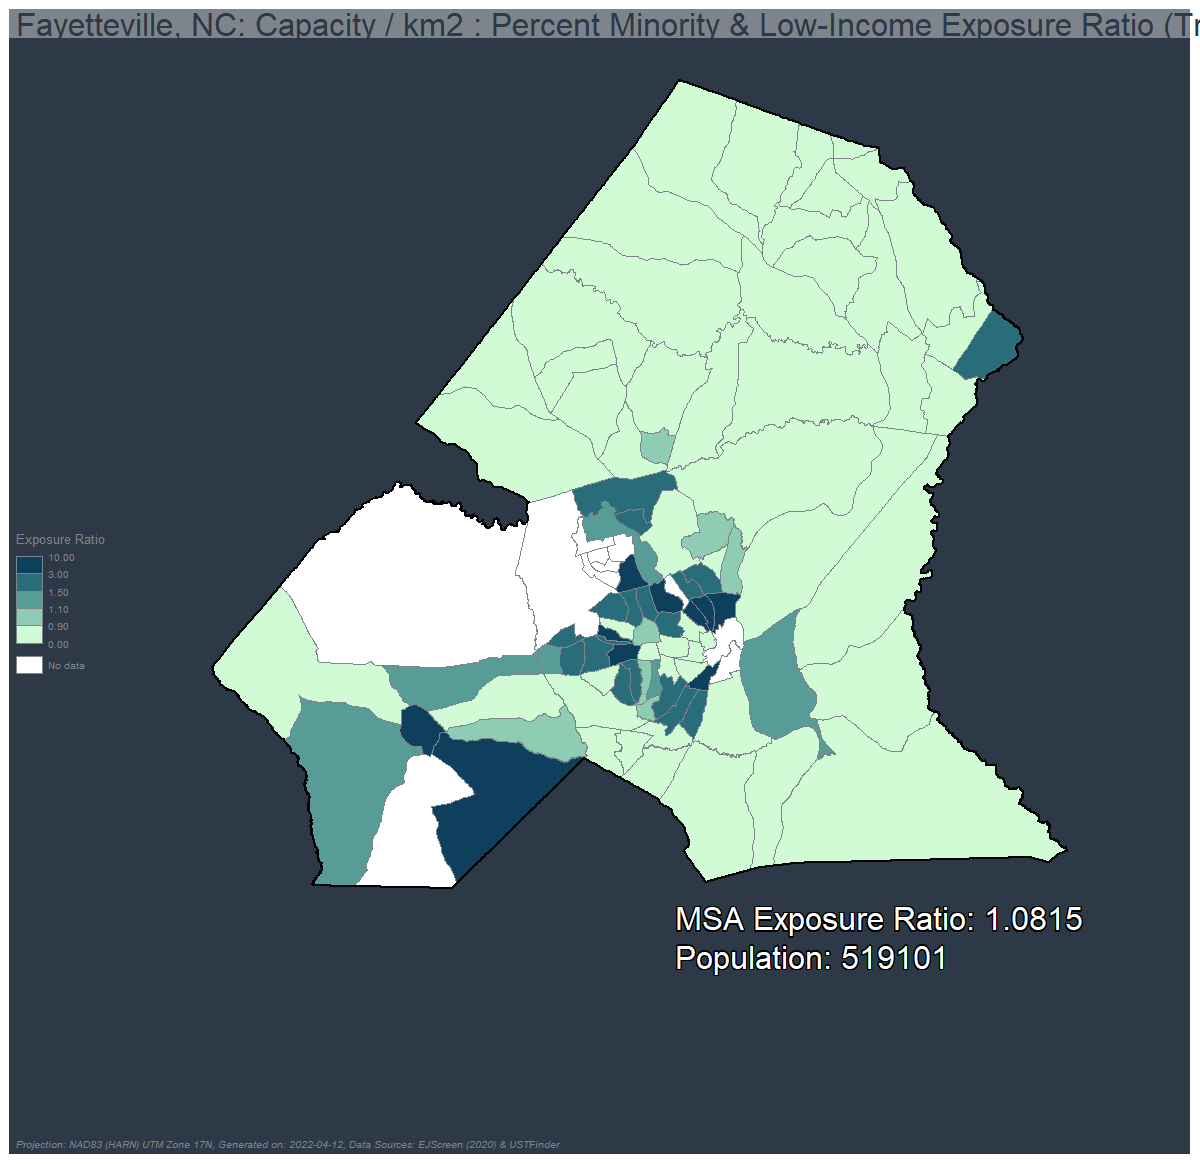 Fayetteville, NC: Capacity / km2 : Percent Minority & Low-Income Exposure Ratio (Tr
Exposure Ratio
10.00
3.00
1.50
1.10
0.90
0.00
No data
MSA Exposure Ratio: 1.0815
Population: 519101
Projection: NAD83 (HARN) UTM Zone 17N, Generated on: 2022-04-12, Data Sources: EJScreen (2020) & USTFinder